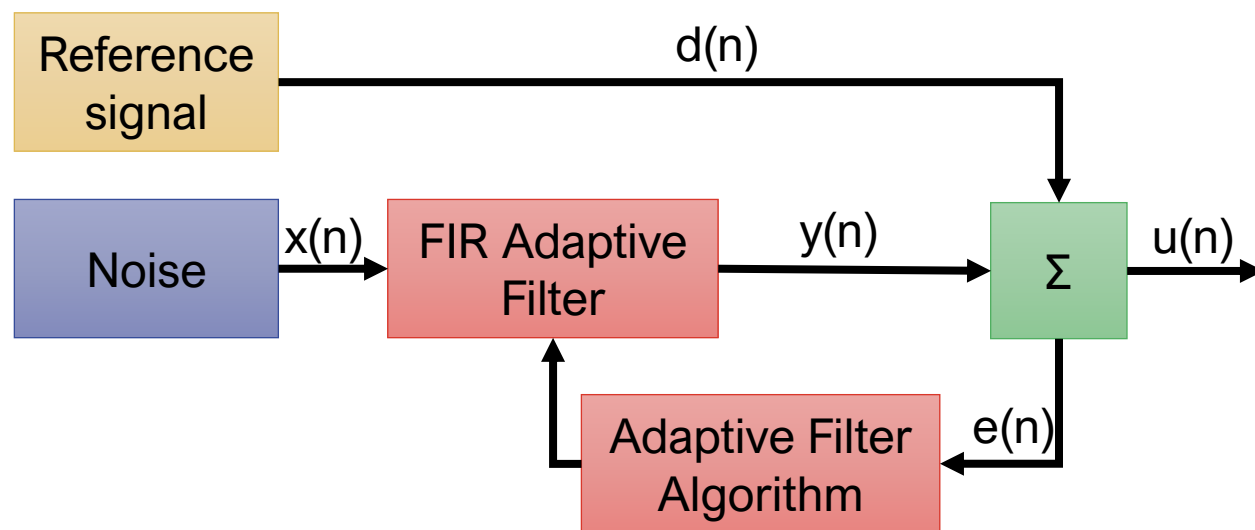 Reference
signal
d(n)
Noise
x(n)
FIR Adaptive
Filter
y(n)
Σ
u(n)
Adaptive Filter
Algorithm
e(n)